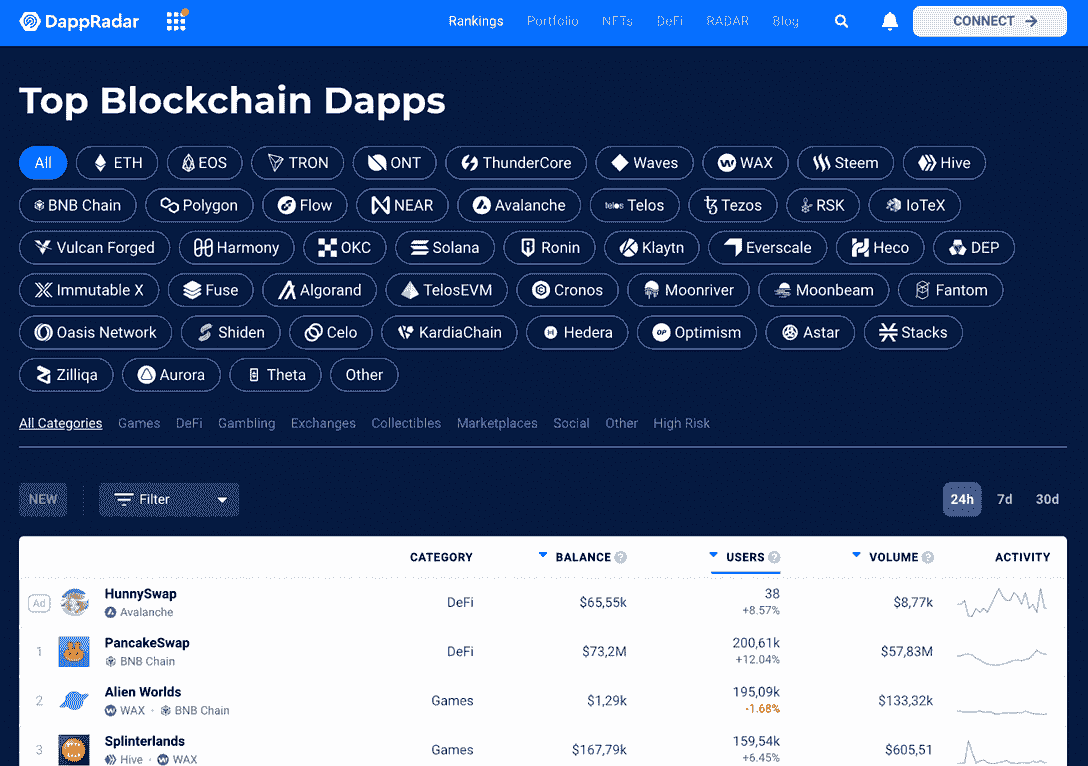 DappRadar Rankings Portfolio NFTs DeFi RADAR Blog CONNECT
Top Blockchain Dapps
All ETH EOS TRON ONT ThunderCore Waves WAX Steem Hive
BNB Chain Polygon Flow NEAR Avalanche telos Telos Tezos RSK IoTeX
Vulcan Forged Harmony OKC Solana Ronin Klaytn Everscale Heco DEP
Immutable X Fuse Algorand TelosEVM Cronos Moonriver Moonbeam Fantom
Oasis Network Shiden Celo KardiaChain Hedera OP Optimism Astar Stacks
Zilliqa Aurora Theta Other
All Categories Games DeFi Gambling Exchanges Collectibles Marketplaces Social Other High Risk
NEW Filter 24h 7d 30d
CATEGORY BALANCE ? USERS ? VOLUME ? ACTIVITY
Ad HunnySwap DeFi $65,55k 38 $8,77k
Avalanche +8.57%
1 PancakeSwap DeFi $73,2M 200,61k $57,83M
BNB Chain +12.04%
2 Alien Worlds Games $1,29k 195,09k $133,32k
WAX · BNB Chain -1.68%
3 Splinterlands Games $167,79k 159,54k $605,51
Hive · WAX +6.45%